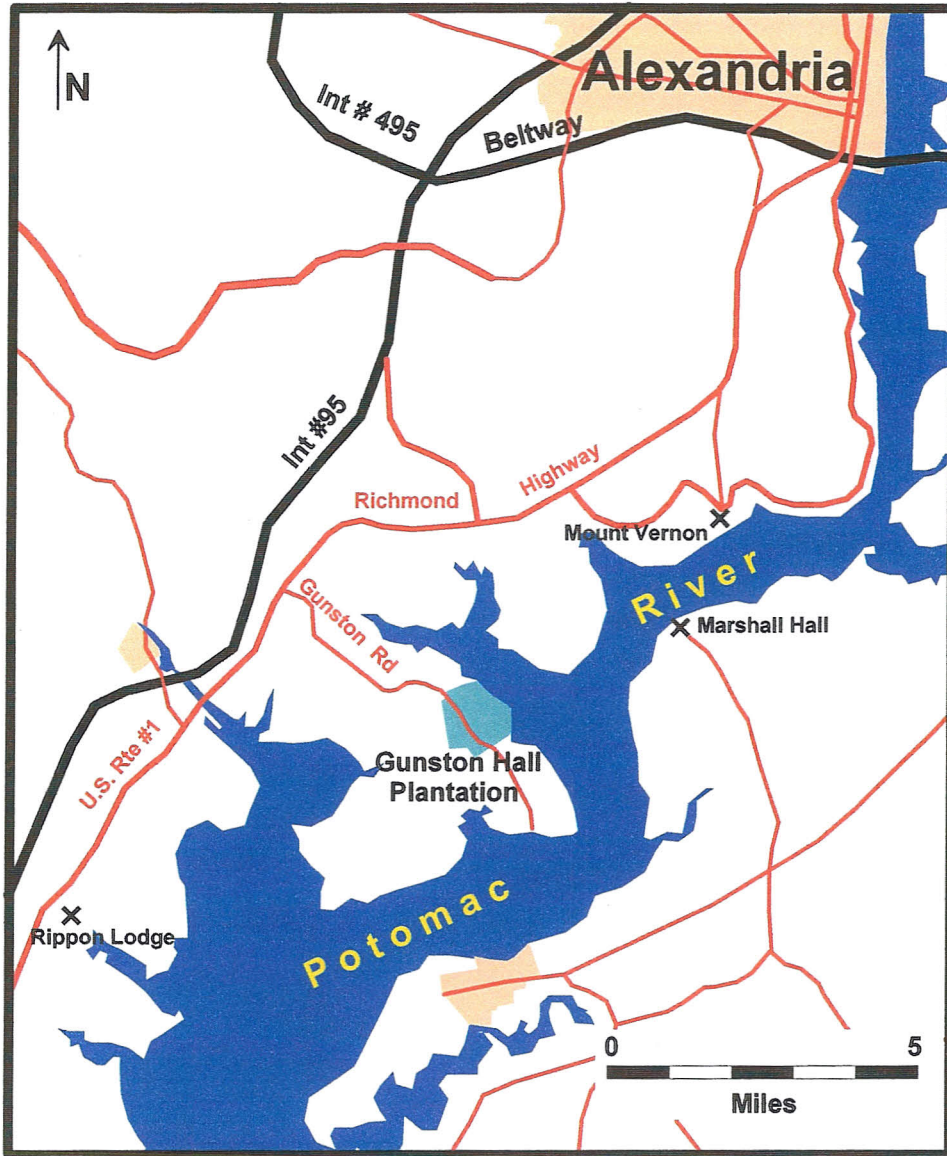 N
Alexandria
Int # 495
Beltway
Int #95
Richmond
Highway
Mount Vernon
River
Gunston Rd
Marshall Hall
U.S. Rte #1
Gunston Hall
Plantation
Potomac
Rippon Lodge
0 5
Miles